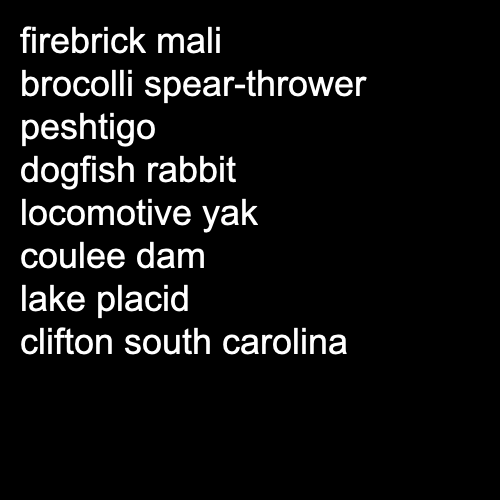 firebrick mali
brocolli spear-thrower
peshtigo
dogfish rabbit
locomotive yak
coulee dam
lake placid
clifton south carolina